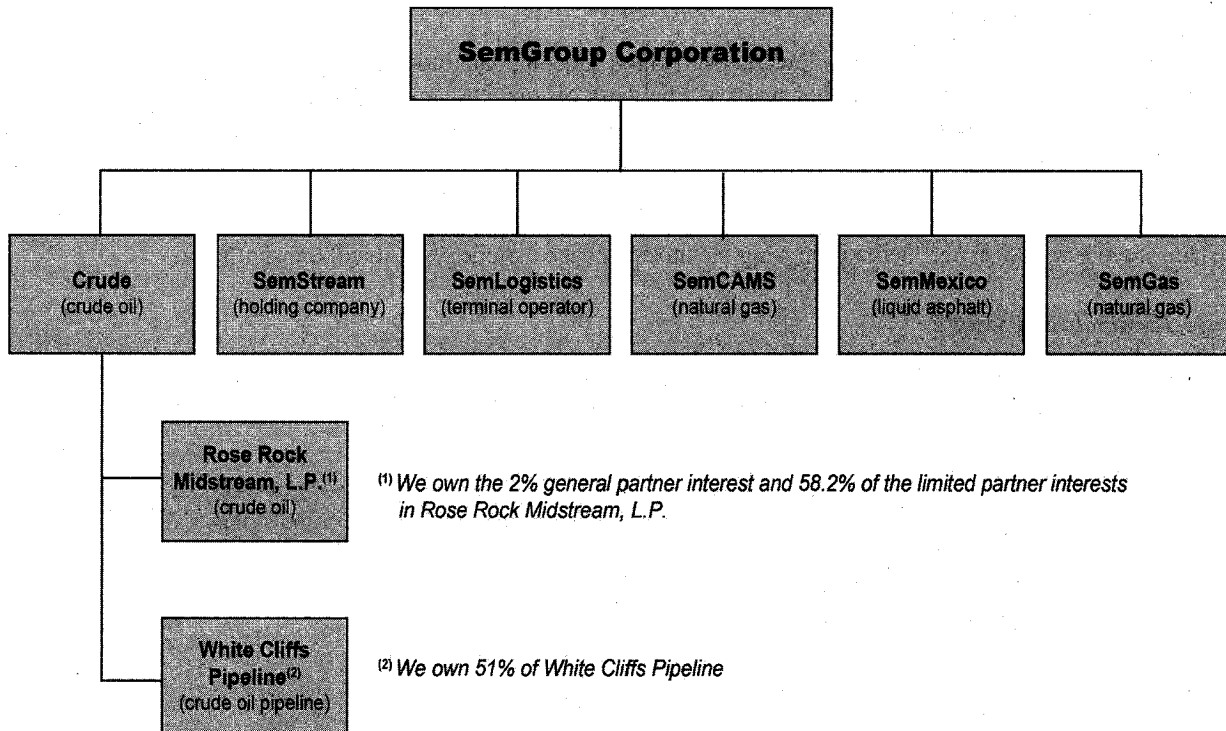 SemGroup Corporation
Crude
(crude oil)
SemStream
(holding company)
SemLogistics
(terminal operator)
SemCAMS
(natural gas)
SemMexico
(liquid asphalt)
SemGas
(natural gas)
Rose Rock
Midstream, L.P.(1)
(crude oil)
(1) We own the 2% general partner interest and 58.2% of the limited partner interests
in Rose Rock Midstream, L.P.
White Cliffs
Pipeline(2)
(crude oil pipeline)
(2) We own 51% of White Cliffs Pipeline